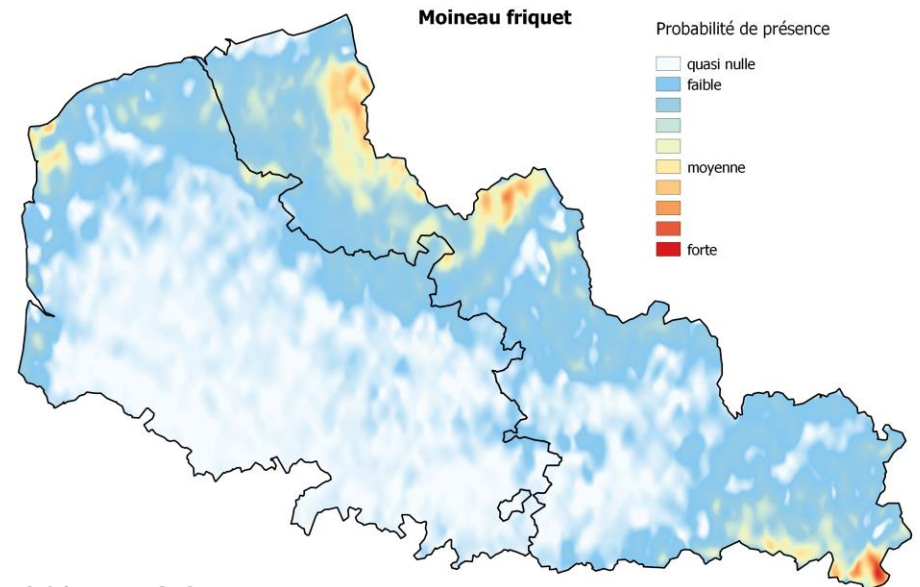 Moineau friquet
Probabilité de présence
quasi nulle
faible
moyenne
forte